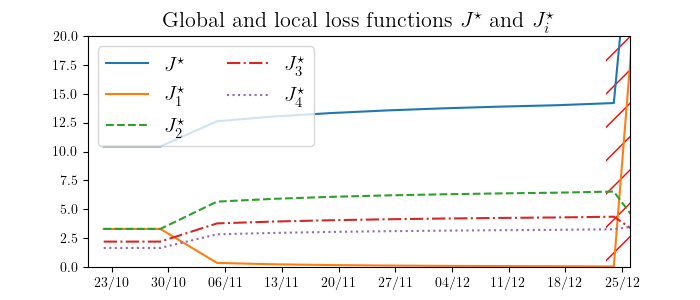 Global and local loss functions J⋆ and J⋆ᵢ
20.0
17.5
15.0
12.5
10.0
7.5
5.0
2.5
0.0
J⋆
J⋆₁
J⋆₂
J⋆₃
J⋆₄
23/10 30/10 06/11 13/11 20/11 27/11 04/12 11/12 18/12 25/12